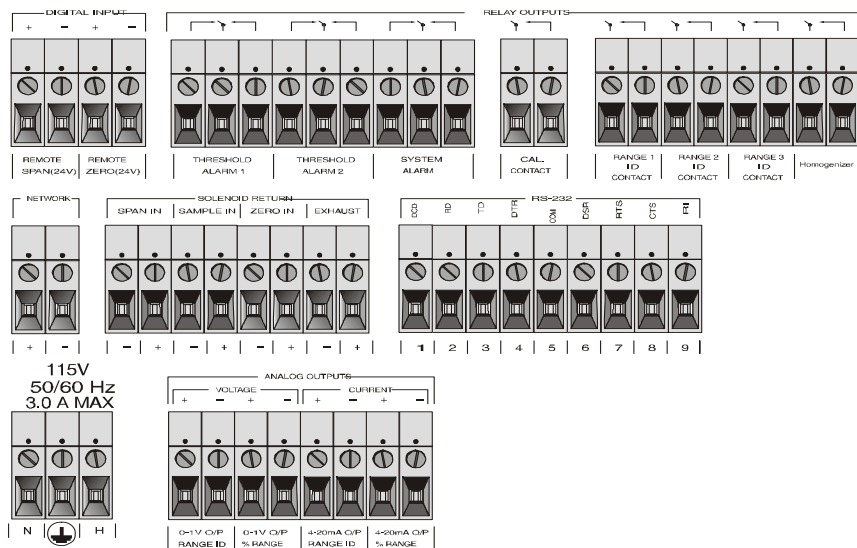 DIGITAL INPUT
+ − + −
REMOTE SPAN(24V)
REMOTE ZERO(24V)
RELAY OUTPUTS
THRESHOLD ALARM 1
THRESHOLD ALARM 2
SYSTEM ALARM
CAL. CONTACT
RANGE 1 ID CONTACT
RANGE 2 ID CONTACT
RANGE 3 ID CONTACT
Homogenizer
NETWORK
+ −
SOLENOID RETURN
SPAN IN SAMPLE IN ZERO IN EXHAUST
− + − + − + − +
RS-232
DCD RD TD DTR COM DSR RTS CTS RI
1 2 3 4 5 6 7 8 9
115V
50/60 Hz
3.0 A MAX
N H
ANALOG OUTPUTS
VOLTAGE CURRENT
+ − + − + − + −
0-1V O/P RANGE ID
0-1V O/P % RANGE
4-20mA O/P RANGE ID
4-20mA O/P % RANGE